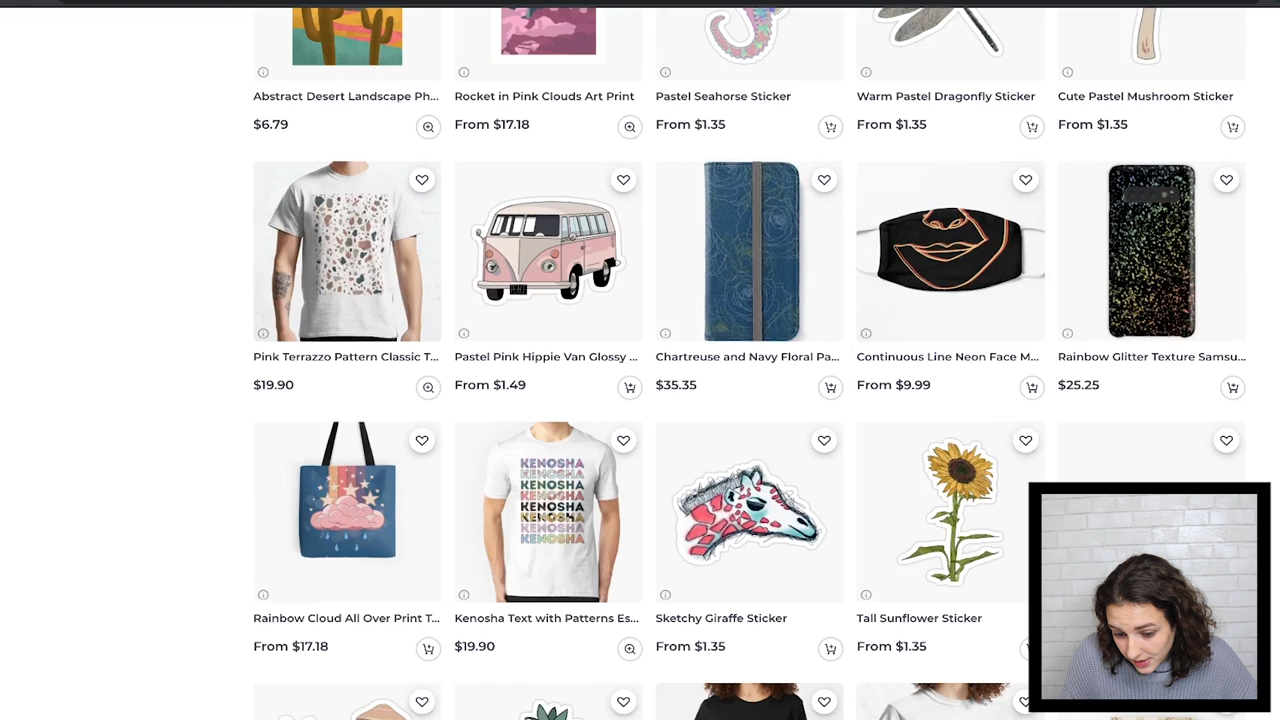 Abstract Desert Landscape Ph...
Rocket in Pink Clouds Art Print
Pastel Seahorse Sticker
Warm Pastel Dragonfly Sticker
Cute Pastel Mushroom Sticker
$6.79
From $17.18
From $1.35
From $1.35
From $1.35
Pink Terrazzo Pattern Classic T...
Pastel Pink Hippie Van Glossy ...
Chartreuse and Navy Floral Pa...
Continuous Line Neon Face M...
Rainbow Glitter Texture Samsu...
$19.90
From $1.49
$35.35
From $9.99
$25.25
KENOSHA
KENOSHA
KENOSHA
KENOSHA
KENOSHA
KENOSHA
KENOSHA
KENOSHA
Rainbow Cloud All Over Print T...
Kenosha Text with Patterns Es...
Sketchy Giraffe Sticker
Tall Sunflower Sticker
From $17.18
$19.90
From $1.35
From $1.35